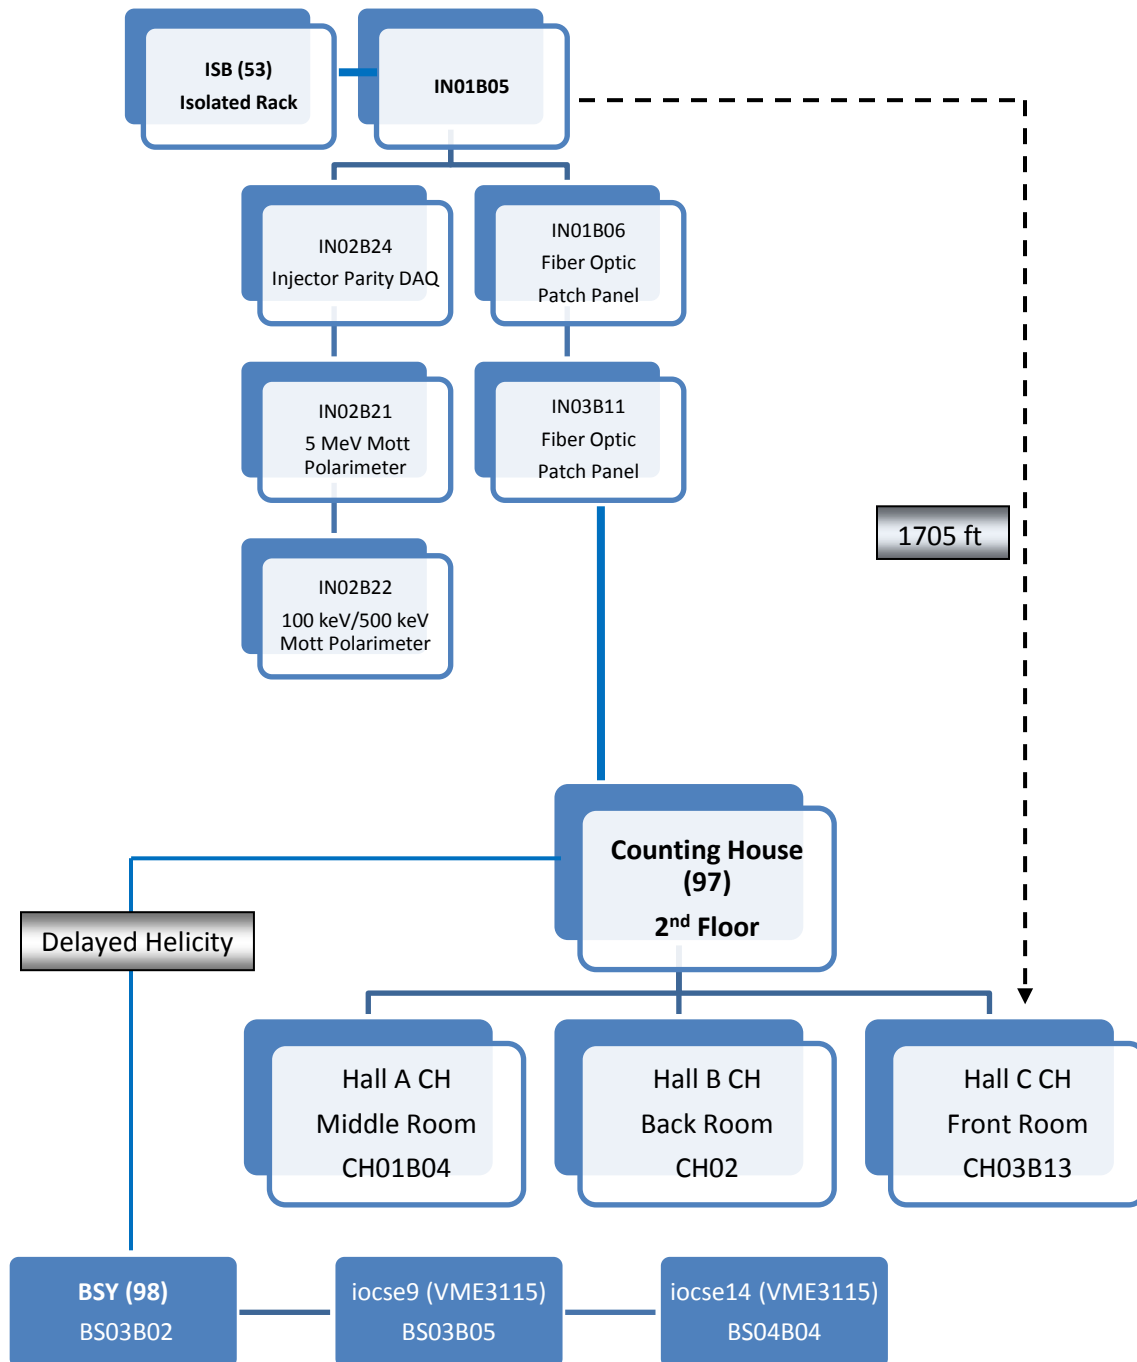 ISB (53)
Isolated Rack
IN01B05
IN02B24
Injector Parity DAQ
IN01B06
Fiber Optic
Patch Panel
IN02B21
5 MeV Mott
Polarimeter
IN03B11
Fiber Optic
Patch Panel
1705 ft
IN02B22
100 keV/500 keV
Mott Polarimeter
Counting House
(97)
2nd Floor
Delayed Helicity
Hall A CH
Middle Room
CH01B04
Hall B CH
Back Room
CH02
Hall C CH
Front Room
CH03B13
BSY (98)
BS03B02
iocse9 (VME3115)
BS03B05
iocse14 (VME3115)
BS04B04